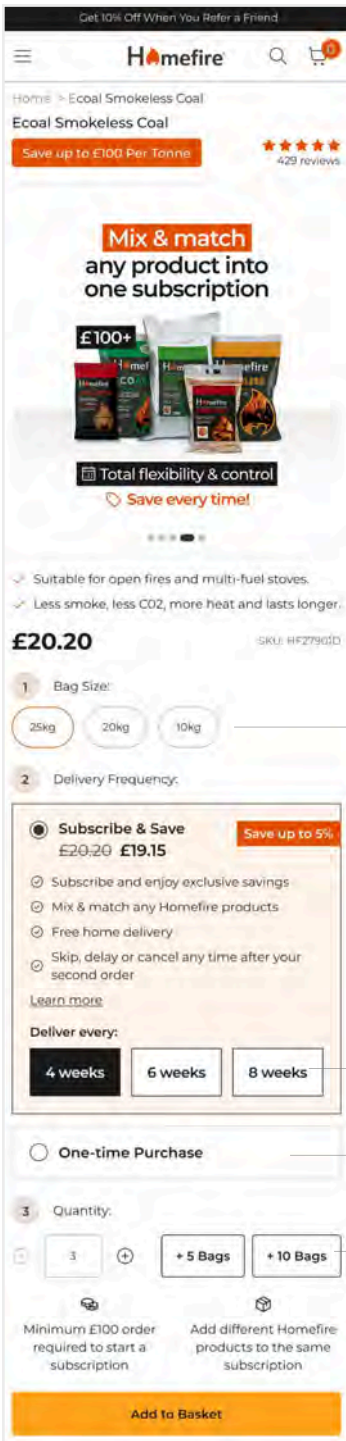 Get 10% Off When You Refer a Friend
Homefire
0
Home > Ecoal Smokeless Coal
Ecoal Smokeless Coal
Save up to £100 Per Tonne
429 reviews
Mix & match
any product into
one subscription
£100+
Total flexibility & control
Save every time!
Suitable for open fires and multi-fuel stoves.
Less smoke, less C02, more heat and lasts longer.
£20.20
SKU: HF27901D
1 Bag Size:
25kg 20kg 10kg
2 Delivery Frequency:
Subscribe & Save
Save up to 5%
£20.20 £19.15
Subscribe and enjoy exclusive savings
Mix & match any Homefire products
Free home delivery
Skip, delay or cancel any time after your
second order
Learn more
Deliver every:
4 weeks 6 weeks 8 weeks
One-time Purchase
3 Quantity:
3 + 5 Bags + 10 Bags
Minimum £100 order
required to start a
subscription
Add different Homefire
products to the same
subscription
Add to Basket